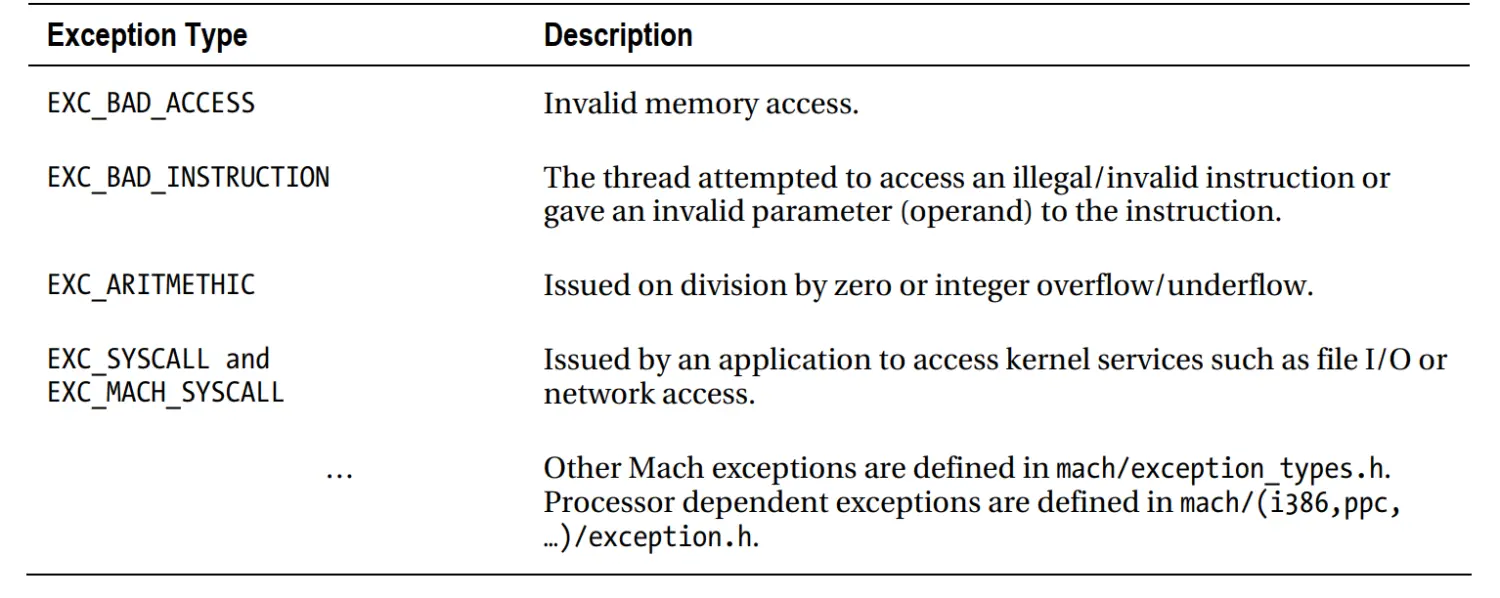 Exception Type Description
EXC_BAD_ACCESS Invalid memory access.
EXC_BAD_INSTRUCTION The thread attempted to access an illegal/invalid instruction or
gave an invalid parameter (operand) to the instruction.
EXC_ARITMETHIC Issued on division by zero or integer overflow/underflow.
EXC_SYSCALL and Issued by an application to access kernel services such as file I/O or
EXC_MACH_SYSCALL network access.
… Other Mach exceptions are defined in mach/exception_types.h.
Processor dependent exceptions are defined in mach/(i386,ppc,
…)/exception.h.